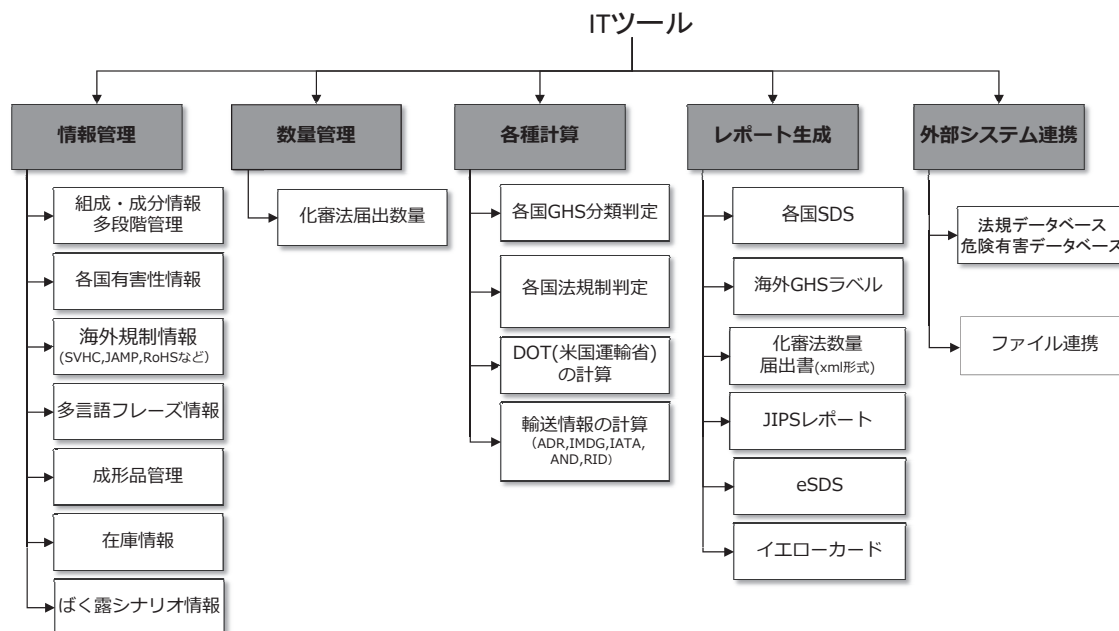 ITツール
情報管理
数量管理
各種計算
レポート生成
外部システム連携
組成・成分情報
多段階管理
各国有害性情報
海外規制情報
(SVHC,JAMP,RoHSなど)
多言語フレーズ情報
成形品管理
在庫情報
ばく露シナリオ情報
化審法届出数量
各国GHS分類判定
各国法規制判定
DOT(米国運輸省)
の計算
輸送情報の計算
(ADR,IMDG,IATA,
AND,RID)
各国SDS
海外GHSラベル
化審法数量
届出書(xml形式)
JIPSレポート
eSDS
イエローカード
法規データベース
危険有害データベース
ファイル連携